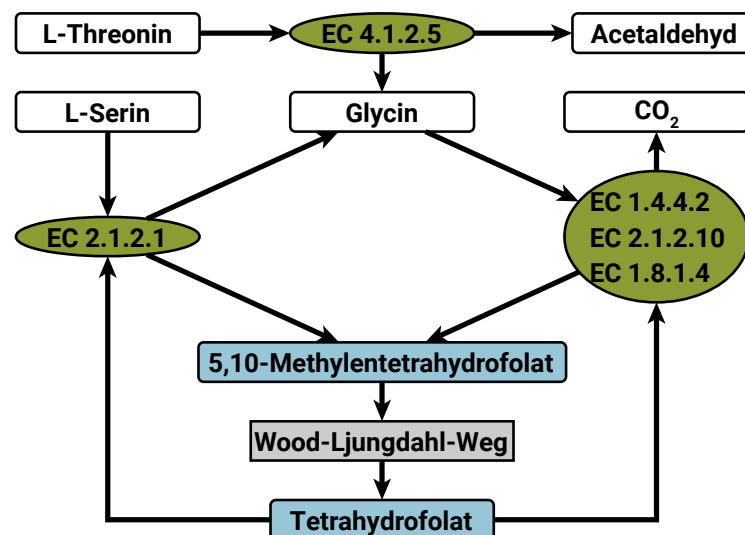 L-Threonin
EC 4.1.2.5
Acetaldehyd
L-Serin
Glycin
CO₂
EC 2.1.2.1
EC 1.4.4.2
EC 2.1.2.10
EC 1.8.1.4
5,10-Methylentetrahydrofolat
Wood-Ljungdahl-Weg
Tetrahydrofolat